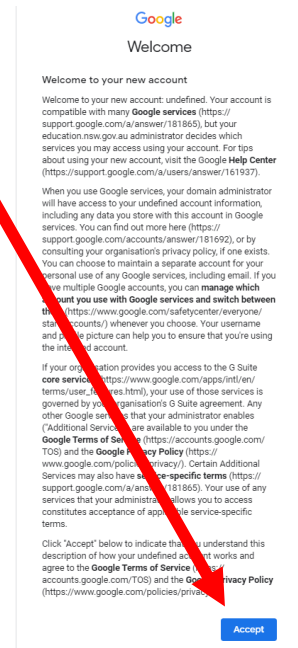 Google
Welcome
Welcome to your new account
Welcome to your new account: undefined. Your account is
compatible with many Google services (https://
support.google.com/a/answer/181865), but your
education.nsw.gov.au administrator decides which
services you may access using your account. For tips
about using your new account, visit the Google Help Center
(https://support.google.com/a/users/answer/161937).
When you use Google services, your domain administrator
will have access to your undefined account information,
including any data you store with this account in Google
services. You can find out more here (https://
support.google.com/accounts/answer/181692), or by
consulting your organisation's privacy policy, if one exists.
You can choose to maintain a separate account for your
personal use of any Google services, including email. If you
have multiple Google accounts, you can manage which
account you use with Google services and switch between
(https://www.google.com/safetycenter/everyone/
accounts/) whenever you choose. Your username
and picture can help you to ensure that you're using
the account.
If your organisation provides you access to the G Suite
core services (https://www.google.com/apps/intl/en/
terms/user_features.html), your use of those services is
governed by your organisation's G Suite agreement. Any
other Google services that your administrator enables
("Additional Services") are available to you under the
Google Terms of Service (https://accounts.google.com/
TOS) and the Google Privacy Policy (https://
www.google.com/policies/privacy/). Certain Additional
Services may also have service-specific terms (https://
support.google.com/a/answer/181865). Your use of any
services that your administrator allows you to access
constitutes acceptance of applicable service-specific
terms.
Click "Accept" below to indicate that you understand this
description of how your undefined account works and
agree to the Google Terms of Service (https://
accounts.google.com/TOS) and the Google Privacy Policy
(https://www.google.com/policies/privacy
Accept